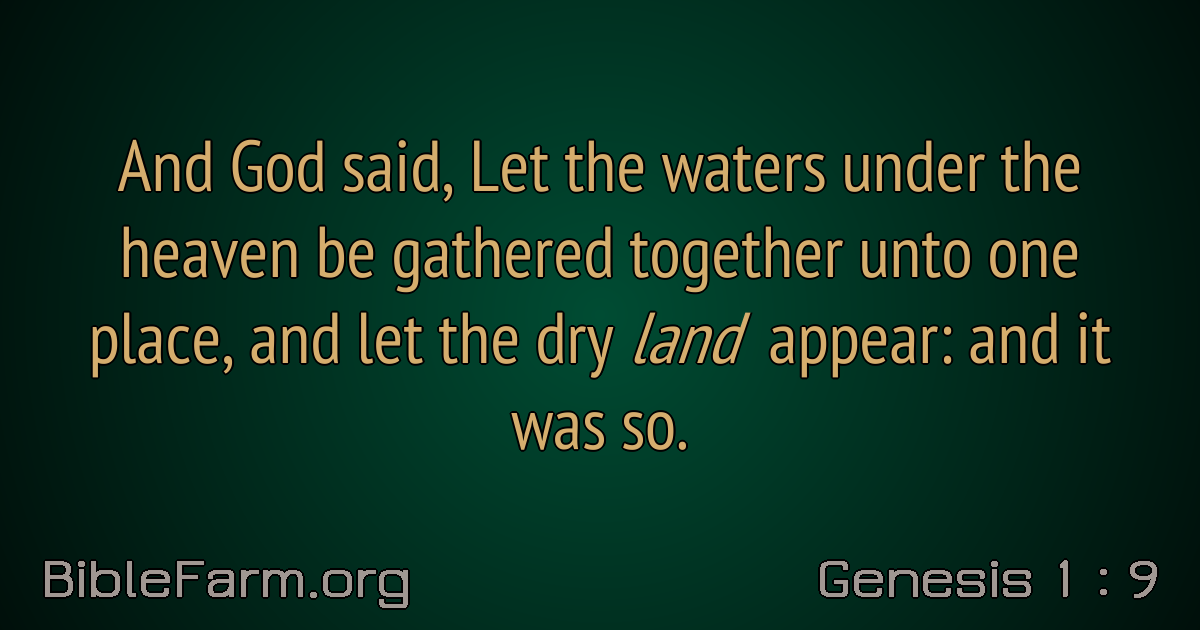 And God said, Let the waters under the
heaven be gathered together unto one
place, and let the dry land appear: and it
was so.
BibleFarm.org
Genesis 1 : 9